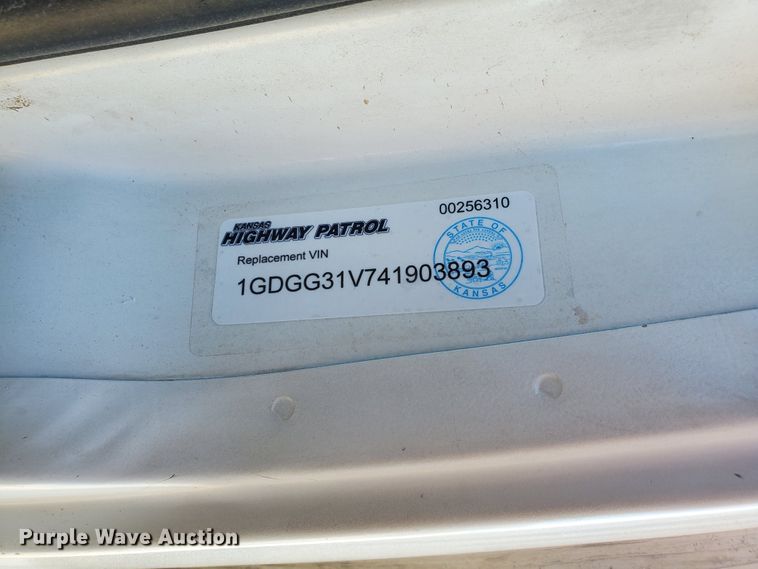 KANSAS
HIGHWAY PATROL
00256310
Replacement VIN
1GDGG31V741903893
STATE OF
KANSAS
Purple Wave Auction